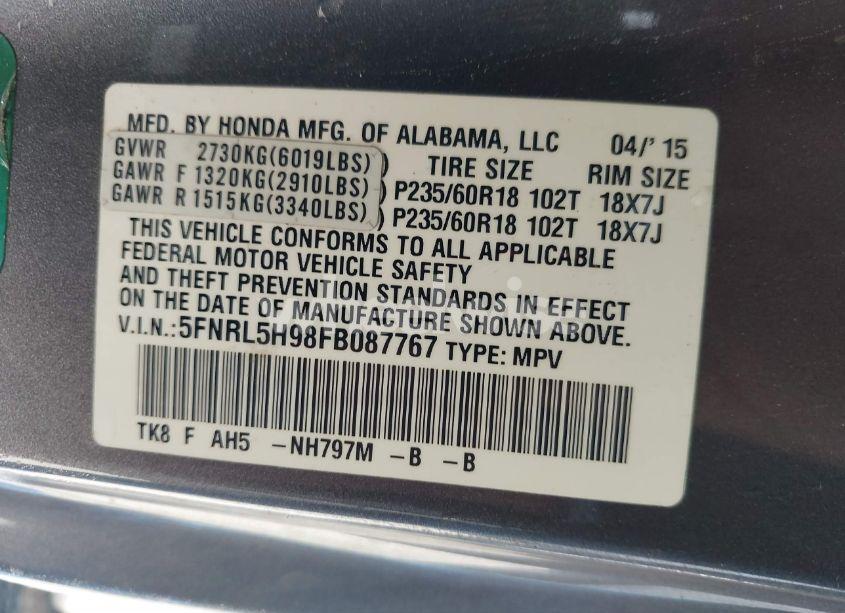 MFD. BY HONDA MFG. OF ALABAMA, LLC 04/' 15
GVWR 2730KG(6019LBS) TIRE SIZE RIM SIZE
GAWR F 1320KG(2910LBS) P235/60R18 102T 18X7J
GAWR R 1515KG(3340LBS) P235/60R18 102T 18X7J
THIS VEHICLE CONFORMS TO ALL APPLICABLE
FEDERAL MOTOR VEHICLE SAFETY
AND THEFT PREVENTION STANDARDS IN EFFECT
ON THE DATE OF MANUFACTURE SHOWN ABOVE.
V.I.N.: 5FNRL5H98FB087767 TYPE: MPV
TK8 F AH5 -NH797M -B -B